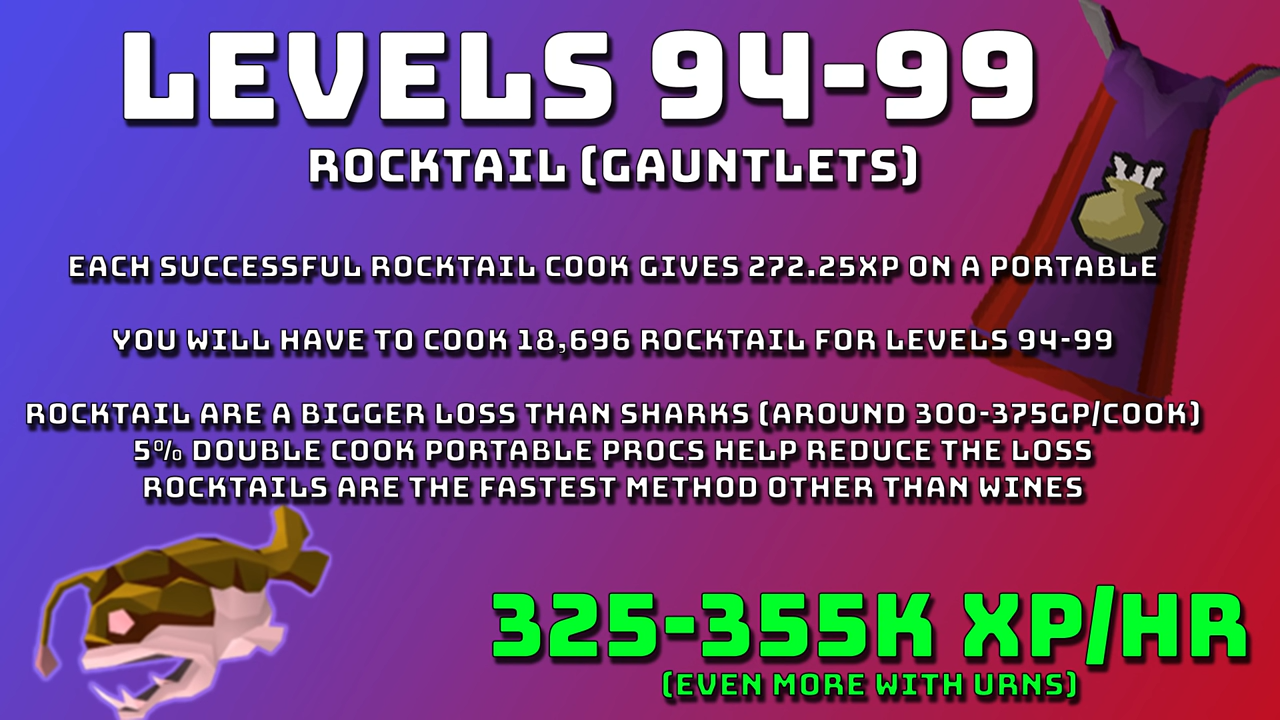 LEVELS 94-99
ROCKTAIL (GAUNTLETS)
EACH SUCCESSFUL ROCKTAIL COOK GIVES 272.25XP ON A PORTABLE
YOU WILL HAVE TO COOK 18,696 ROCKTAIL FOR LEVELS 94-99
ROCKTAIL ARE A BIGGER LOSS THAN SHARKS (AROUND 300-375GP/COOK)
5% DOUBLE COOK PORTABLE PROCS HELP REDUCE THE LOSS
ROCKTAILS ARE THE FASTEST METHOD OTHER THAN WINES
325-355K XP/HR
(EVEN MORE WITH URNS)